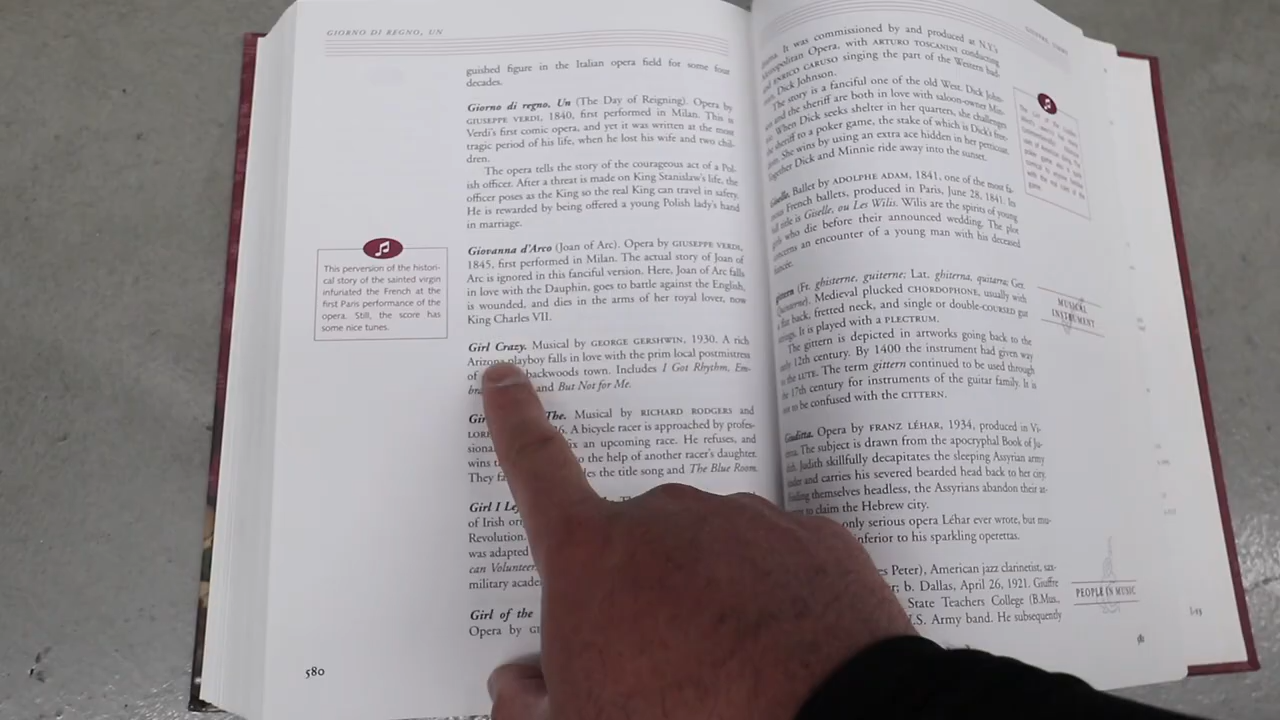 GIORNO DI REGNO, UN
guished figure in the Italian opera field for some four
decades.
Giorno di regno, Un (The Day of Reigning). Opera by
GIUSEPPE VERDI, 1840, first performed in Milan. This is
Verdi's first comic opera, and yet it was written at the most
tragic period of his life, when he lost his wife and two chil-
dren.
The opera tells the story of the courageous act of a Pol-
ish officer. After a threat is made on King Stanislaw's life, the
officer poses as the King so the real King can travel in safety.
He is rewarded by being offered a young Polish lady's hand
in marriage.
Giovanna d'Arco (Joan of Arc). Opera by GIUSEPPE VERDI,
1845, first performed in Milan. The actual story of Joan of
Arc is ignored in this fanciful version. Here, Joan of Arc falls
in love with the Dauphin, goes to battle against the English,
is wounded, and dies in the arms of her royal lover, now
King Charles VII.
This perversion of the histori-
cal story of the sainted virgin
infuriated the French at the
first Paris performance of the
opera. Still, the score has
some nice tunes.
Girl Crazy. Musical by GEORGE GERSHWIN, 1930. A rich
Arizona playboy falls in love with the prim local postmistress
of backwoods town. Includes I Got Rhythm, Em-
and But Not for Me.
The. Musical by RICHARD RODGERS and
A bicycle racer is approached by profes-
an upcoming race. He refuses, and
wins the help of another racer's daughter.
They the title song and The Blue Room.
Girl I
of Irish
Revolution.
was adapted
can Volunteer
military
Girl of the
Opera by
580
It was commissioned by and produced at N.Y.'s
Opera, with ARTURO TOSCANINI conducting
ENRICO CARUSO singing the part of the Western bad-
Dick Johnson.
The story is a fanciful one of the old West. Dick John-
and the sheriff are both in love with saloon-owner Min-
When Dick seeks shelter in her quarters, she challenges
the sheriff to a poker game, the stake of which is Dick's free-
She wins by using an extra ace hidden in her petticoat.
Together Dick and Minnie ride away into the sunset.
Giselle. Ballet by ADOLPHE ADAM, 1841, one of the most fa-
French ballets, produced in Paris, June 28, 1841. Its
full title is Giselle, ou Les Wilis. Wilis are the spirits of young
who die before their announced wedding. The plot
concerns an encounter of a young man with his deceased
fiancée.
gittern (Fr. ghisterne, guiterne; Lat. ghiterna, quitarra; Ger.
Medieval plucked CHORDOPHONE, usually with
flat back, fretted neck, and single or double-COURSED gut
strings. It is played with a PLECTRUM.
The gittern is depicted in artworks going back to the
12th century. By 1400 the instrument had given way
to the LUTE. The term gittern continued to be used through
the 17th century for instruments of the guitar family. It is
not to be confused with the CITTERN.
MUSICAL
INSTRUMENT
Giuditta. Opera by FRANZ LÉHAR, 1934, produced in Vi-
enna. The subject is drawn from the apocryphal Book of Ju-
dith. Judith skillfully decapitates the sleeping Assyrian army
leader and carries his severed bearded head back to her city.
Finding themselves headless, the Assyrians abandon their at-
to claim the Hebrew city.
only serious opera Léhar ever wrote, but mu-
inferior to his sparkling operettas.
Peter), American jazz clarinetist, sax-
b. Dallas, April 26, 1921. Giuffre
State Teachers College (B.Mus.,
Army band. He subsequently
PEOPLE IN MUSIC